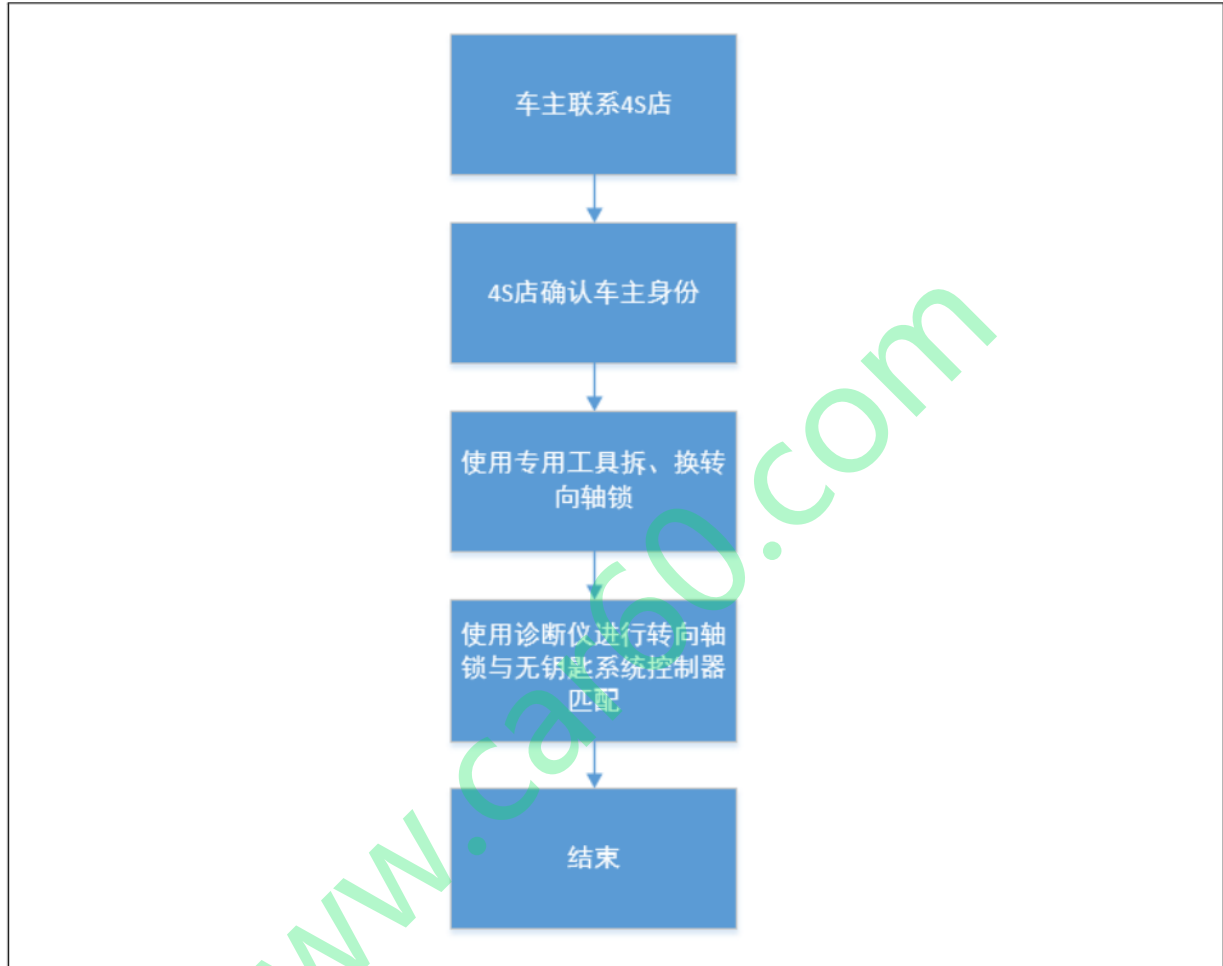 车主联系4S店
4S店确认车主身份
使用专用工具拆、换转
向轴锁
使用诊断仪进行转向轴
锁与无钥匙系统控制器
匹配
结束
www.car60.com